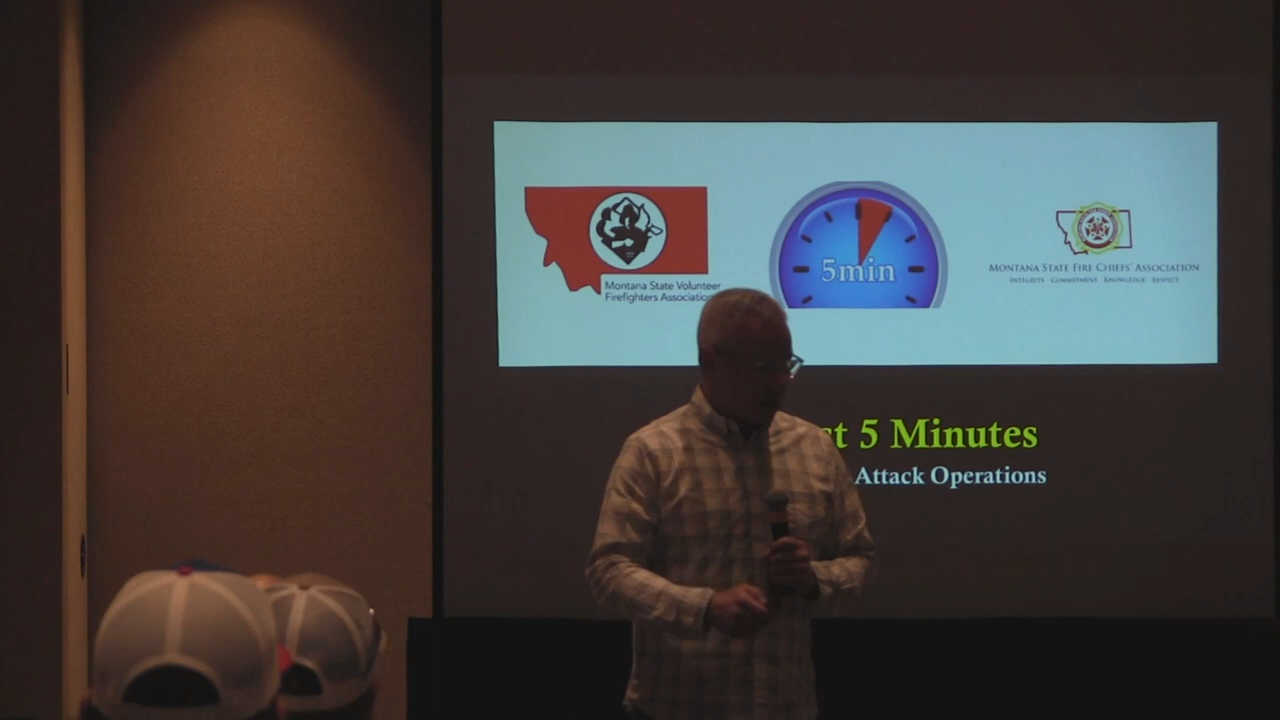 Montana State Volunteer
Firefighters Association
5min
Montana State Fire Chiefs' Association
Integrity Commitment Knowledge Respect
st 5 Minutes
Attack Operations